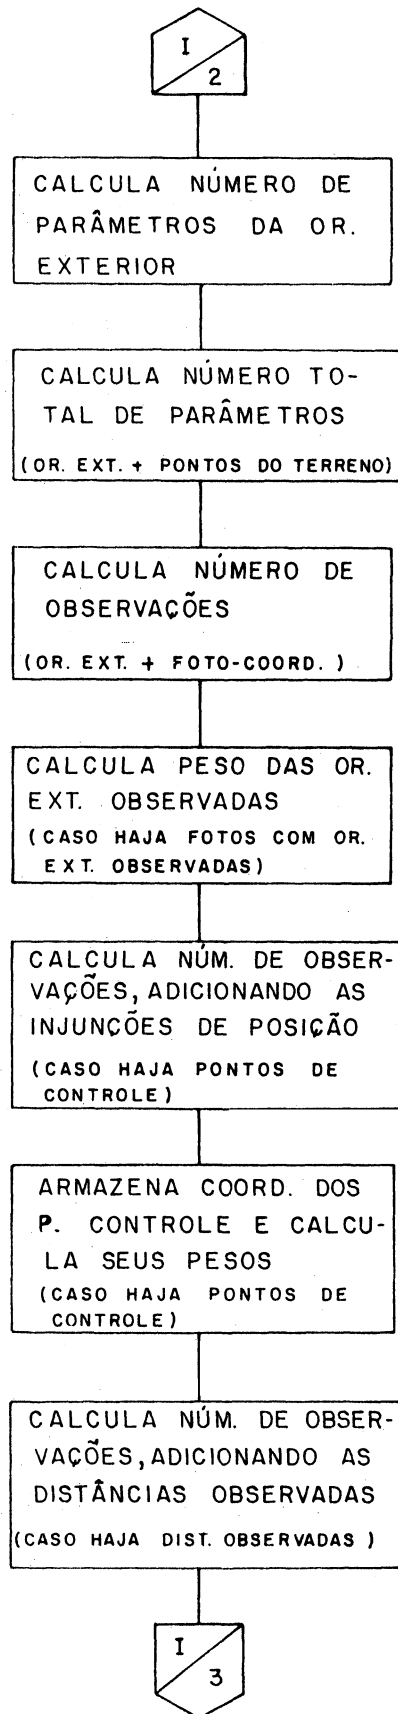 I
2
CALCULA NÚMERO DE
PARÂMETROS DA OR.
EXTERIOR
CALCULA NÚMERO TO-
TAL DE PARÂMETROS
(OR. EXT. + PONTOS DO TERRENO)
CALCULA NÚMERO DE
OBSERVAÇÕES
(OR. EXT. + FOTO-COORD. )
CALCULA PESO DAS OR.
EXT. OBSERVADAS
(CASO HAJA FOTOS COM OR.
EXT. OBSERVADAS)
CALCULA NÚM. DE OBSER-
VAÇÕES, ADICIONANDO AS
INJUNÇÕES DE POSIÇÃO
(CASO HAJA PONTOS DE
CONTROLE)
ARMAZENA COORD. DOS
P. CONTROLE E CALCU-
LA SEUS PESOS
(CASO HAJA PONTOS DE
CONTROLE)
CALCULA NÚM. DE OBSER-
VAÇÕES, ADICIONANDO AS
DISTÂNCIAS OBSERVADAS
(CASO HAJA DIST. OBSERVADAS )
I
3